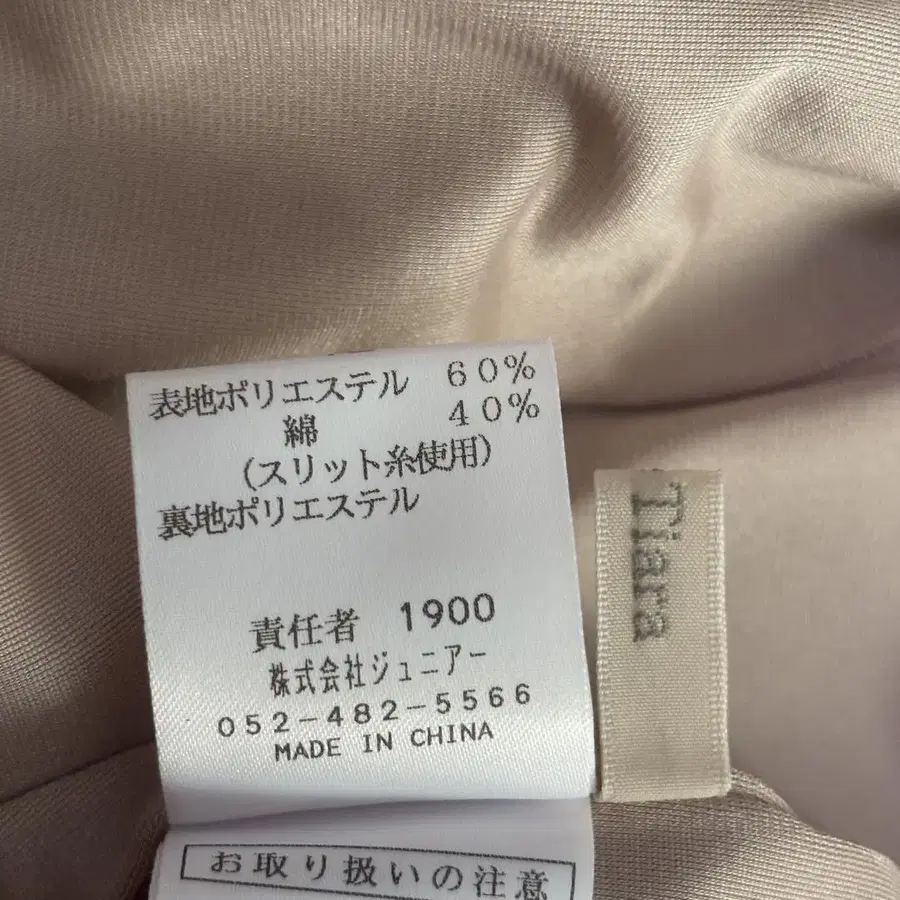 表地ポリエステル 60%
綿 40%
(スリット糸使用)
裏地ポリエステル
責任者 1900
株式会社ジュニアー
052-482-5566
MADE IN CHINA
お取り扱いの注意
Tiara